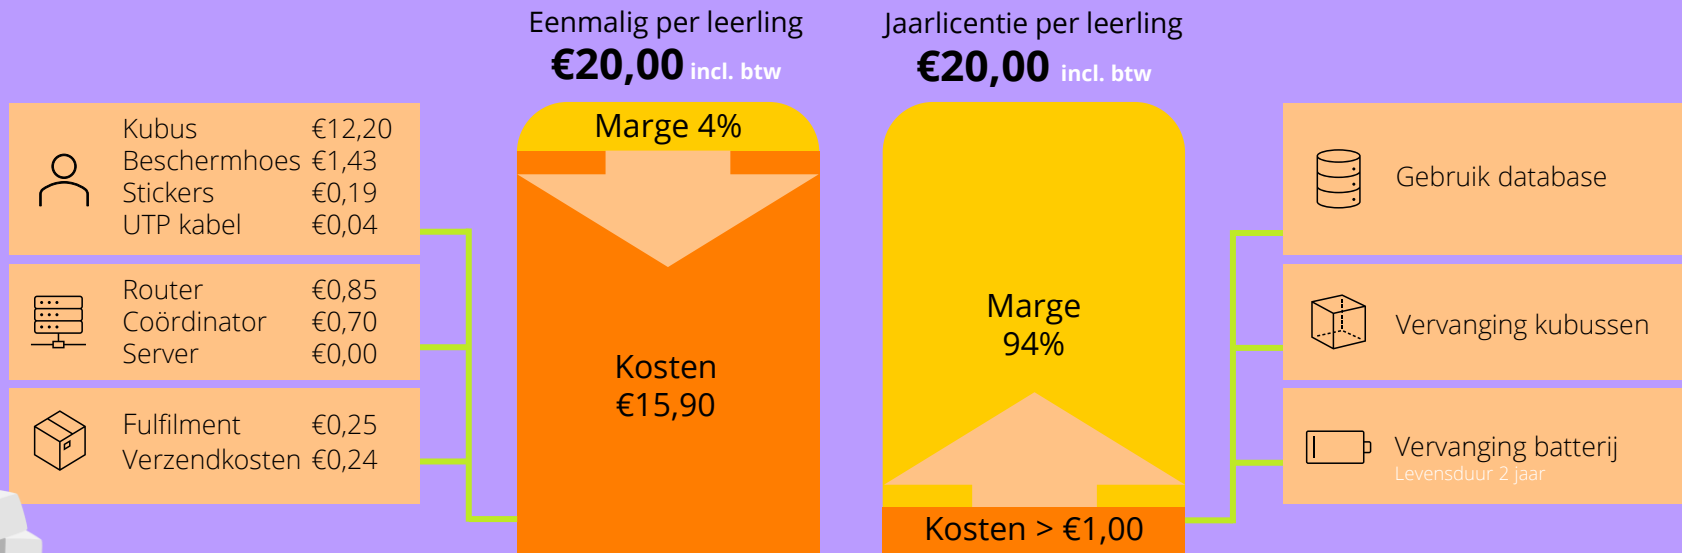 Eenmalig per leerling
€20,00 incl. btw
Jaarlicentie per leerling
€20,00 incl. btw
Kubus €12,20
Beschermhoes €1,43
Stickers €0,19
UTP kabel €0,04
Router €0,85
Coördinator €0,70
Server €0,00
Fulfilment €0,25
Verzendkosten €0,24
Marge 4%
Kosten
€15,90
Marge
94%
Kosten > €1,00
Gebruik database
Vervanging kubussen
Vervanging batterij
Levensduur 2 jaar